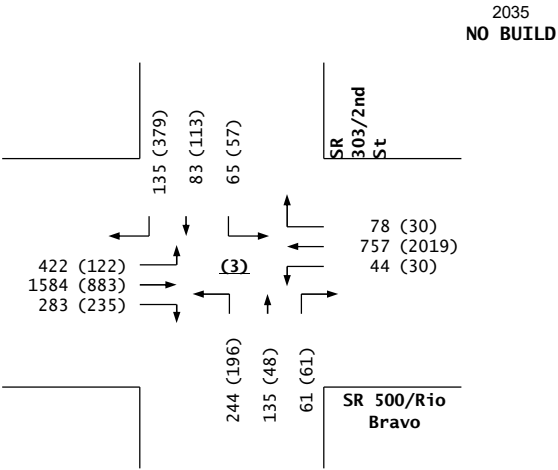 2035
NO BUILD
SR
303/2nd
St
135 (379)
83 (113)
65 (57)
78 (30)
757 (2019)
44 (30)
(3)
422 (122)
1584 (883)
283 (235)
244 (196)
135 (48)
61 (61)
SR 500/Rio
Bravo